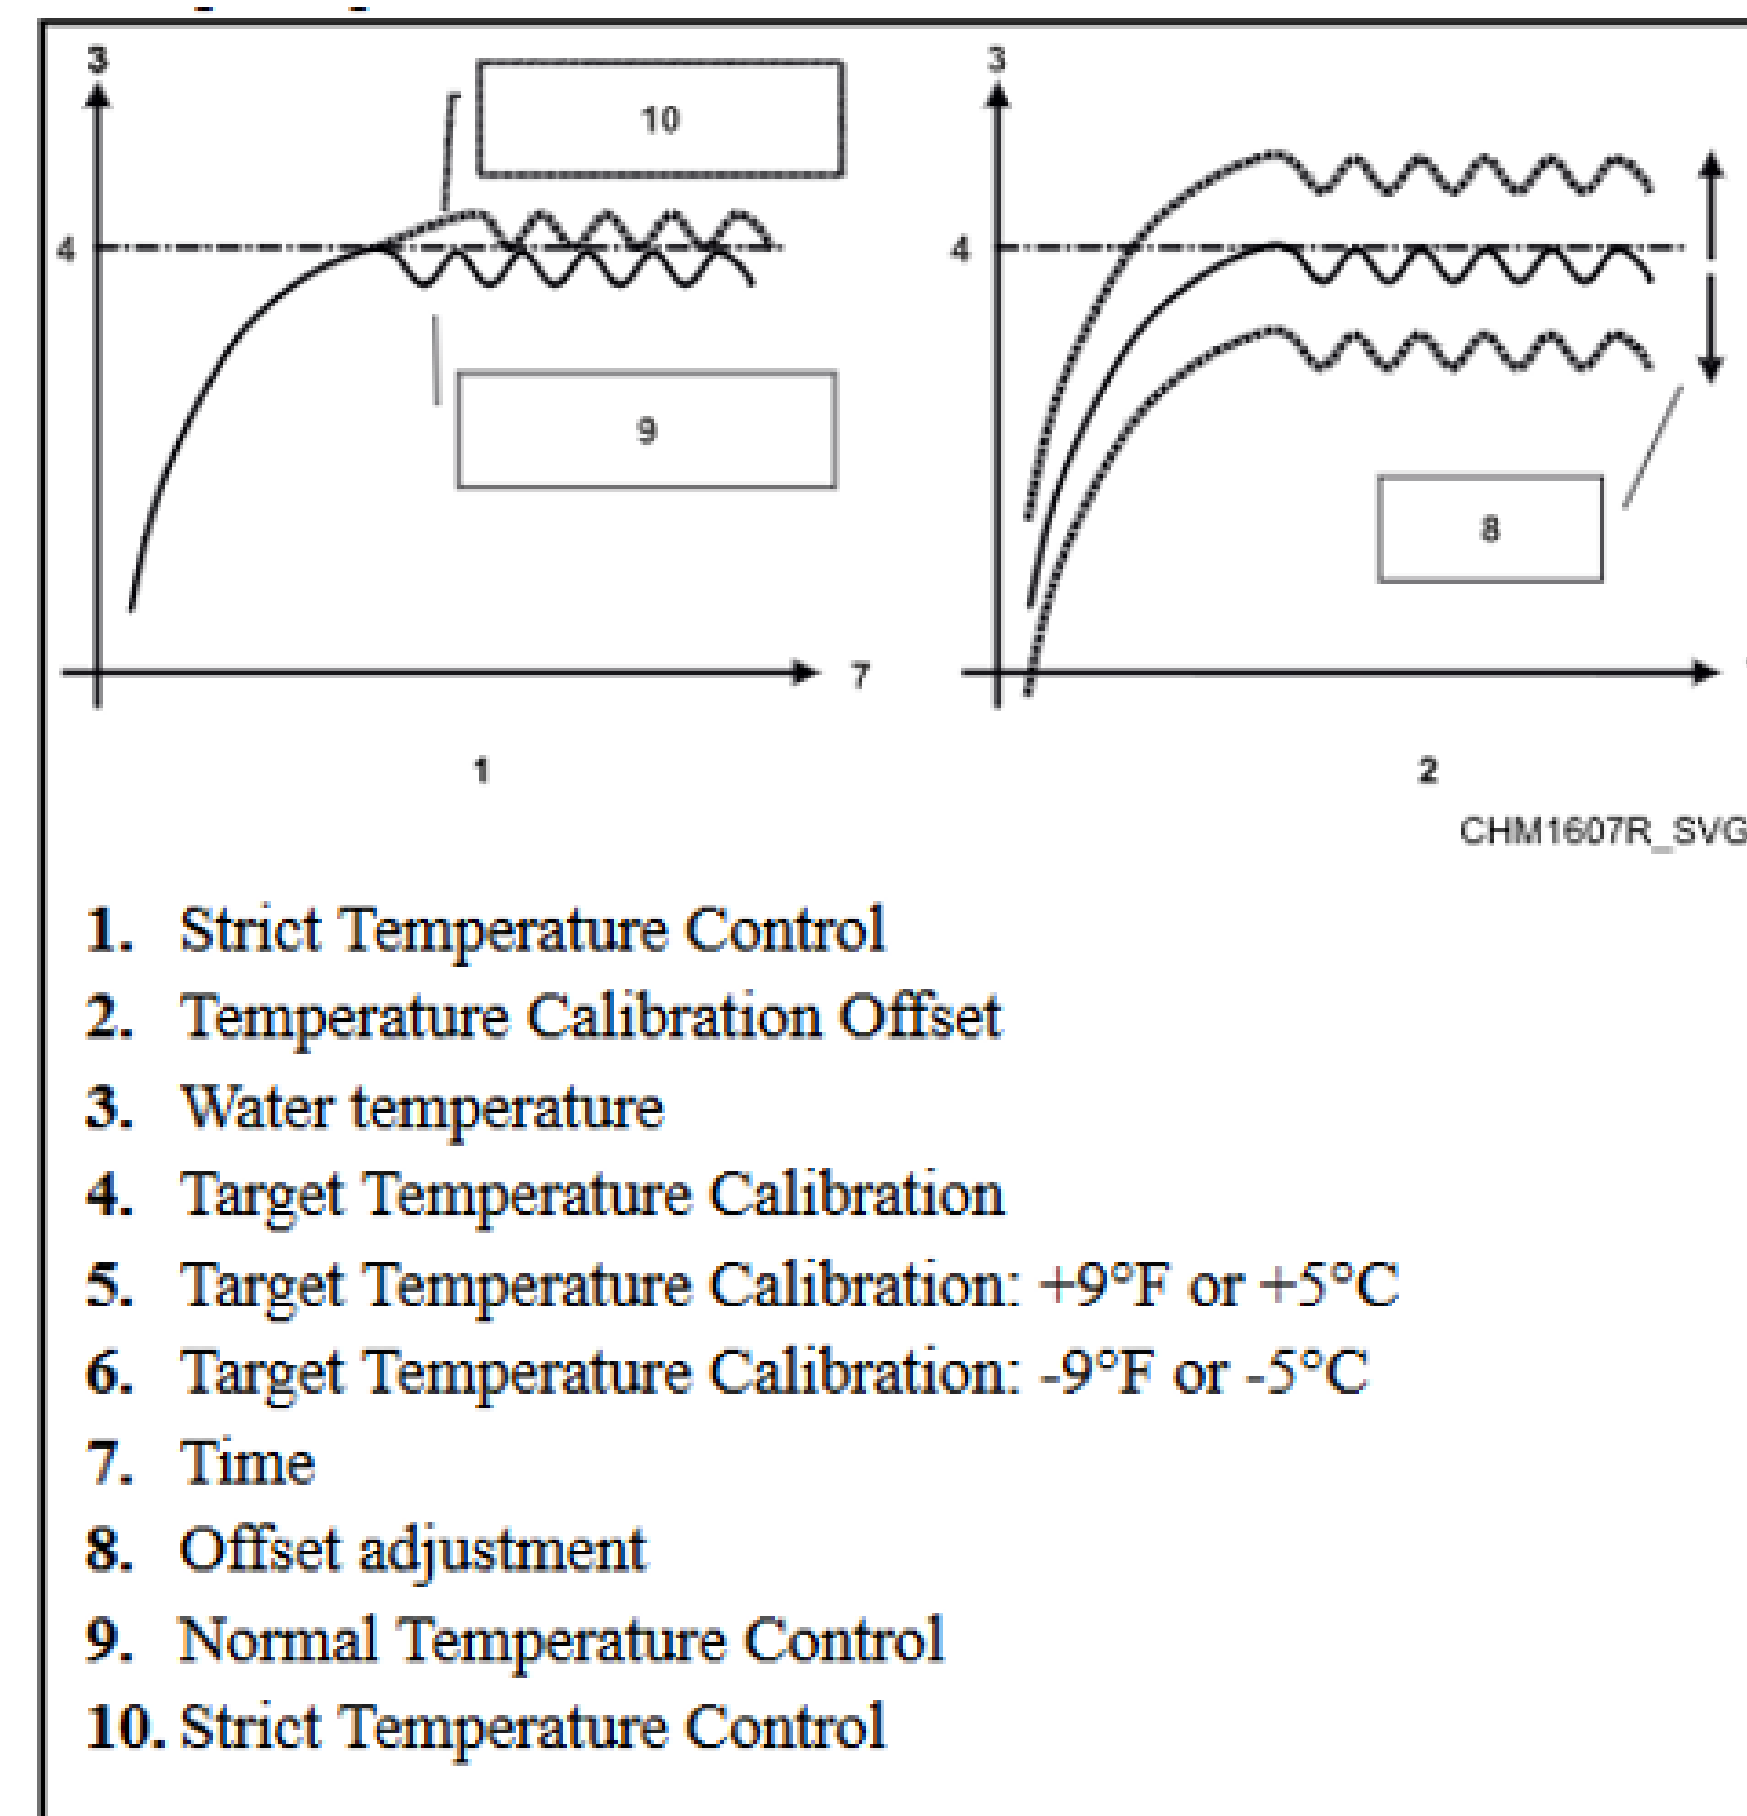 3
10
4
9
7
1
3
4
8
2
CHM1607R_SVG
1. Strict Temperature Control
2. Temperature Calibration Offset
3. Water temperature
4. Target Temperature Calibration
5. Target Temperature Calibration: +9°F or +5°C
6. Target Temperature Calibration: -9°F or -5°C
7. Time
8. Offset adjustment
9. Normal Temperature Control
10. Strict Temperature Control